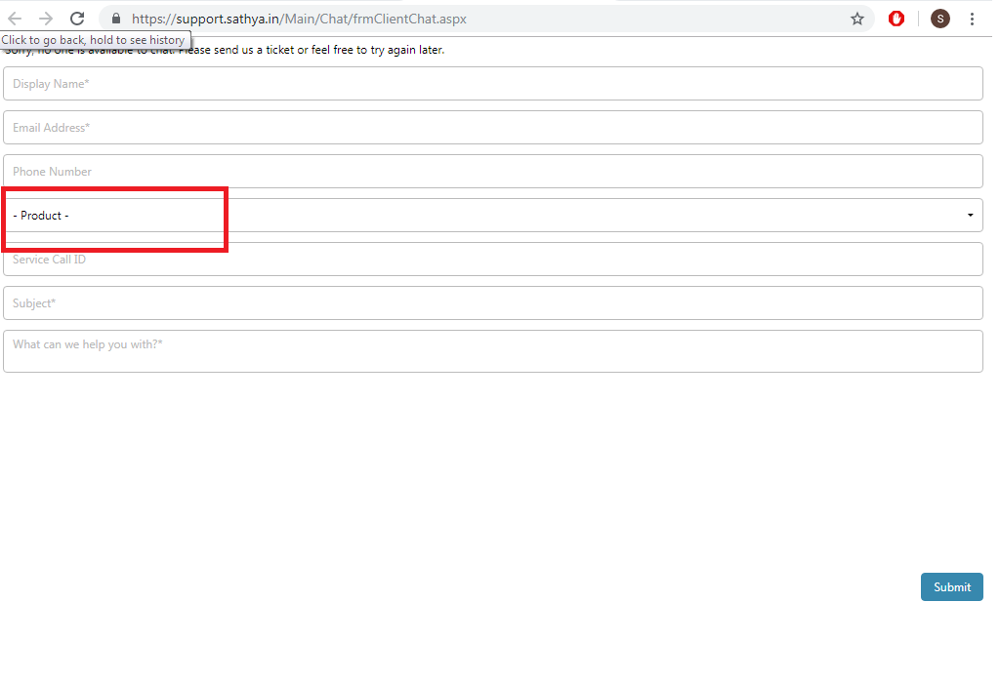 https://support.sathya.in/Main/Chat/frmClientChat.aspx
S
Click to go back, hold to see history
Sorry, no one is available to chat. Please send us a ticket or feel free to try again later.
Display Name*
Email Address*
Phone Number
- Product -
Service Call ID
Subject*
What can we help you with?*
Submit